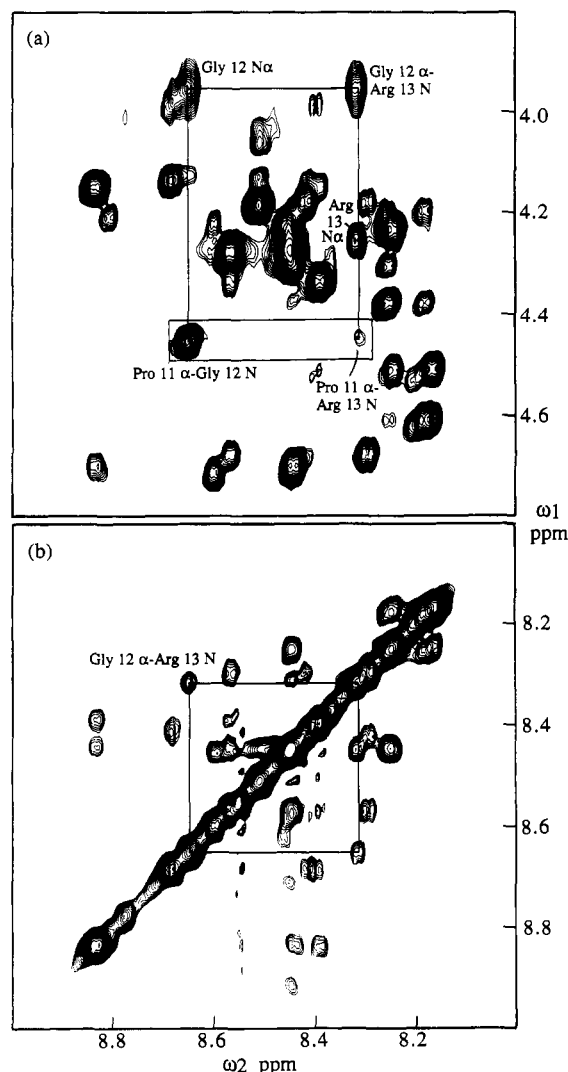 (a)
Gly 12 Nα
Gly 12 α-
Arg 13 N
4.0
Arg
13
Nα
4.2
4.4
Pro 11 α-Gly 12 N
Pro 11 α-
Arg 13 N
4.6
ω1
ppm
(b)
8.2
Gly 12 α-Arg 13 N
8.4
8.6
8.8
8.8
8.6
8.4
8.2
ω2 ppm